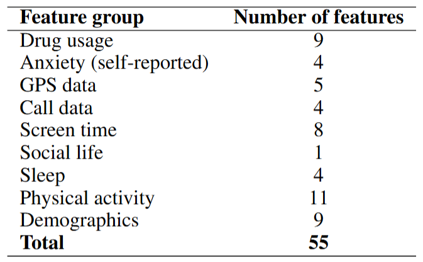 Feature group Number of features
Drug usage 9
Anxiety (self-reported) 4
GPS data 5
Call data 4
Screen time 8
Social life 1
Sleep 4
Physical activity 11
Demographics 9
Total 55